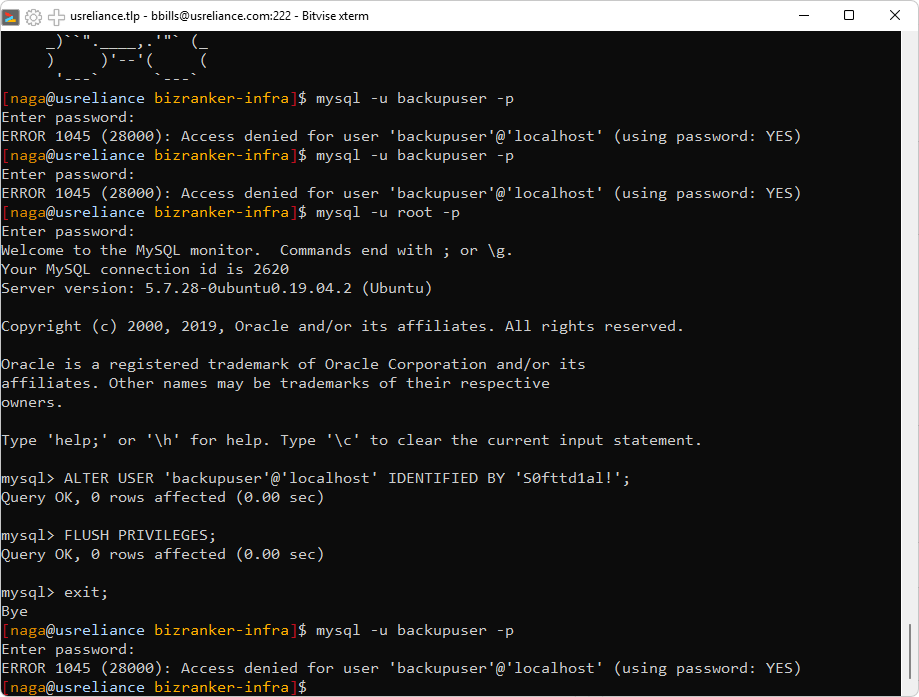 usreliance.tlp - bbills@usreliance.com:222 - Bitvise xterm
_)``".____,.'"` (_
)     )'--'(     (
'---`      `---`
[naga@usreliance bizranker-infra]$ mysql -u backupuser -p
Enter password:
ERROR 1045 (28000): Access denied for user 'backupuser'@'localhost' (using password: YES)
[naga@usreliance bizranker-infra]$ mysql -u backupuser -p
Enter password:
ERROR 1045 (28000): Access denied for user 'backupuser'@'localhost' (using password: YES)
[naga@usreliance bizranker-infra]$ mysql -u root -p
Enter password:
Welcome to the MySQL monitor.  Commands end with ; or \g.
Your MySQL connection id is 2620
Server version: 5.7.28-0ubuntu0.19.04.2 (Ubuntu)
Copyright (c) 2000, 2019, Oracle and/or its affiliates. All rights reserved.
Oracle is a registered trademark of Oracle Corporation and/or its
affiliates. Other names may be trademarks of their respective
owners.
Type 'help;' or '\h' for help. Type '\c' to clear the current input statement.
mysql> ALTER USER 'backupuser'@'localhost' IDENTIFIED BY 'S0fttd1al!';
Query OK, 0 rows affected (0.00 sec)
mysql> FLUSH PRIVILEGES;
Query OK, 0 rows affected (0.00 sec)
mysql> exit;
Bye
[naga@usreliance bizranker-infra]$ mysql -u backupuser -p
Enter password:
ERROR 1045 (28000): Access denied for user 'backupuser'@'localhost' (using password: YES)
[naga@usreliance bizranker-infra]$